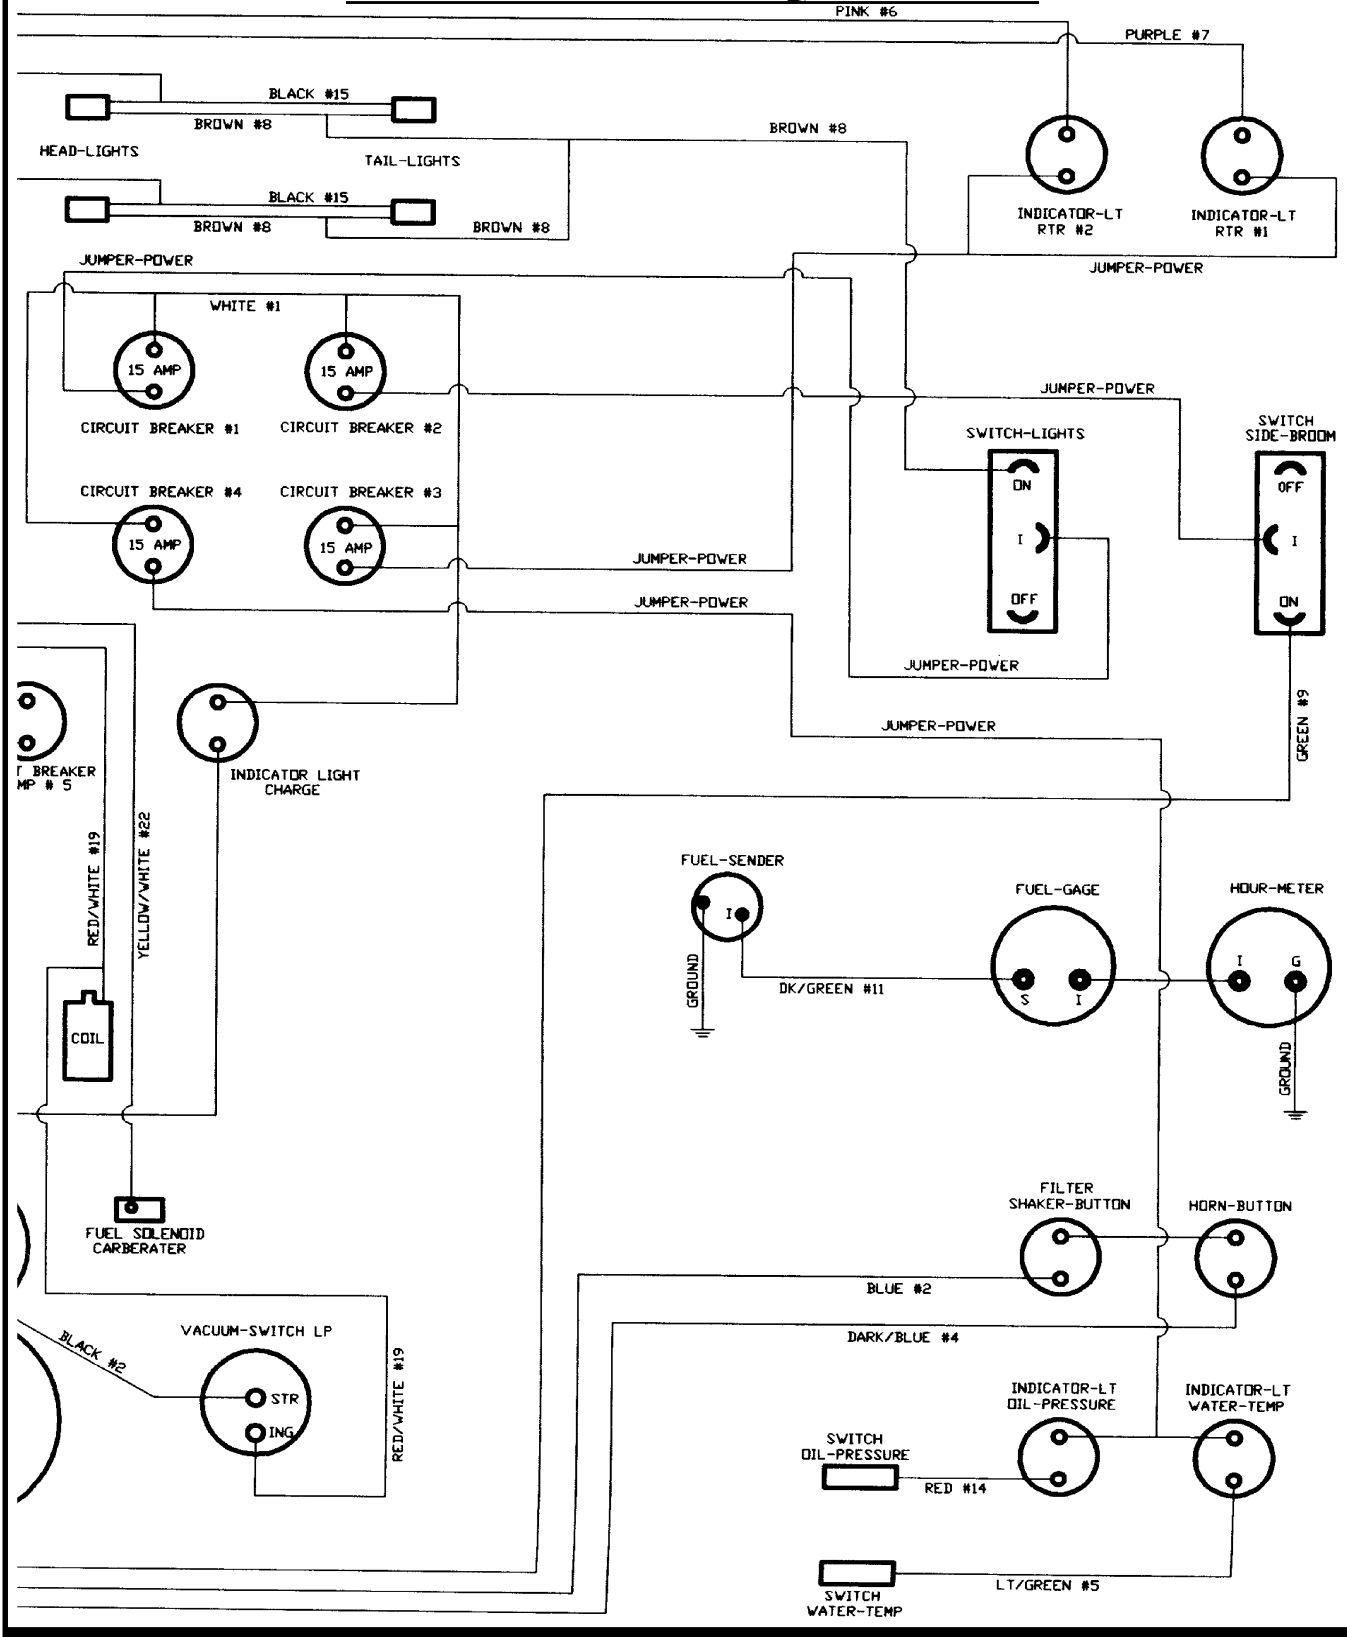 PINK #6
PURPLE #7
BLACK #15
BROWN #8
BROWN #8
HEAD-LIGHTS
TAIL-LIGHTS
BLACK #15
BROWN #8
BROWN #8
INDICATOR-LT
RTR #2
INDICATOR-LT
RTR #1
JUMPER-POWER
JUMPER-POWER
WHITE #1
15 AMP
15 AMP
JUMPER-POWER
CIRCUIT BREAKER #1
CIRCUIT BREAKER #2
SWITCH-LIGHTS
SWITCH
SIDE-BROOM
ON
OFF
CIRCUIT BREAKER #4
CIRCUIT BREAKER #3
15 AMP
15 AMP
I
I
JUMPER-POWER
JUMPER-POWER
OFF
ON
JUMPER-POWER
GREEN #9
JUMPER-POWER
T BREAKER
MP # 5
INDICATOR LIGHT
CHARGE
RED/WHITE #19
YELLOW/WHITE #22
FUEL-SENDER
I
GROUND
DK/GREEN #11
FUEL-GAGE
S
I
HOUR-METER
I
G
GROUND
COIL
FUEL SOLENOID
CARBERATER
FILTER
SHAKER-BUTTON
HORN-BUTTON
BLUE #2
DARK/BLUE #4
BLACK #2
VACUUM-SWITCH LP
STR
ING
RED/WHITE #19
INDICATOR-LT
OIL-PRESSURE
INDICATOR-LT
WATER-TEMP
SWITCH
OIL-PRESSURE
RED #14
LT/GREEN #5
SWITCH
WATER-TEMP